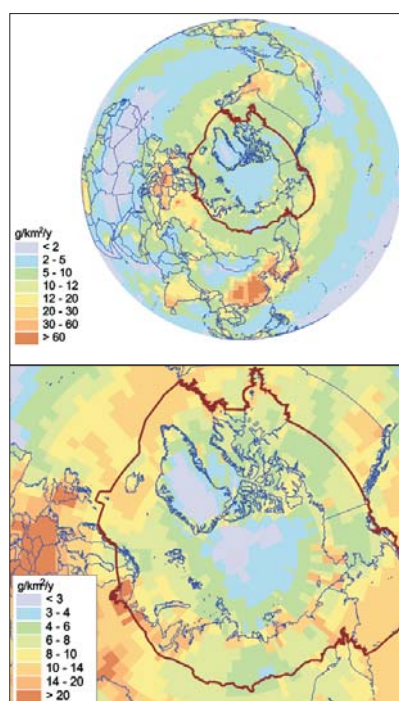 g/km²/y
< 2
2 - 5
5 - 10
10 - 12
12 - 20
20 - 30
30 - 60
> 60
g/km²/y
< 3
3 - 4
4 - 6
6 - 8
8 - 10
10 - 14
14 - 20
> 20